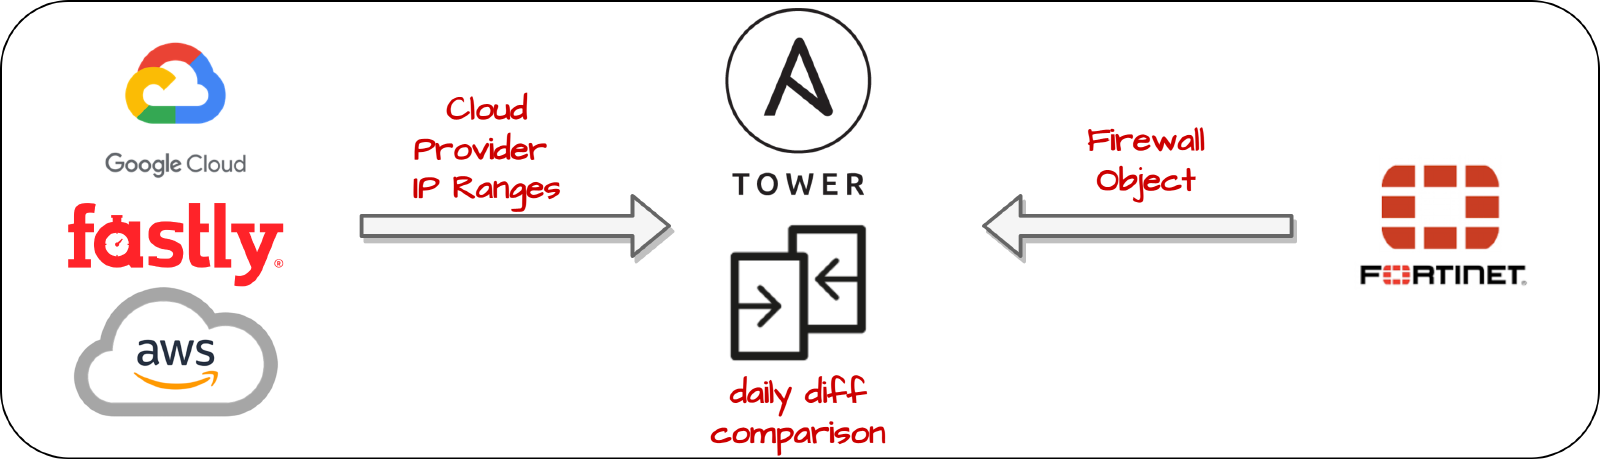 Google Cloud
fastly®
aws
Cloud
Provider
IP Ranges
TOWER
daily diff
comparison
Firewall
Object
FORTINET®